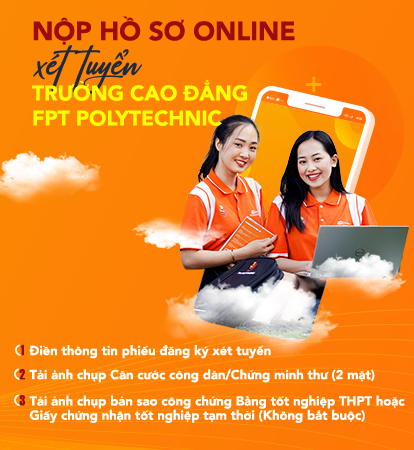 NỘP HỒ SƠ ONLINE
xét tuyển
TRƯỜNG CAO ĐẲNG
FPT POLYTECHNIC
1 Điền thông tin phiếu đăng ký xét tuyển
2 Tải ảnh chụp Căn cước công dân/Chứng minh thư (2 mặt)
3 Tải ảnh chụp bản sao công chứng Bằng tốt nghiệp THPT hoặc
Giấy chứng nhận tốt nghiệp tạm thời (Không bắt buộc)